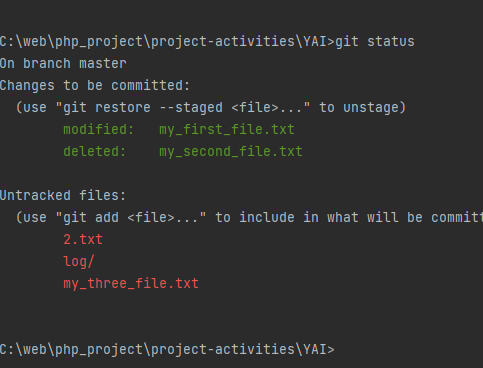 C:\web\php_project\project-activities\YAI>git status
On branch master
Changes to be committed:
  (use "git restore --staged <file>..." to unstage)
        modified:   my_first_file.txt
        deleted:    my_second_file.txt

Untracked files:
  (use "git add <file>..." to include in what will be committ
        2.txt
        log/
        my_three_file.txt

C:\web\php_project\project-activities\YAI>